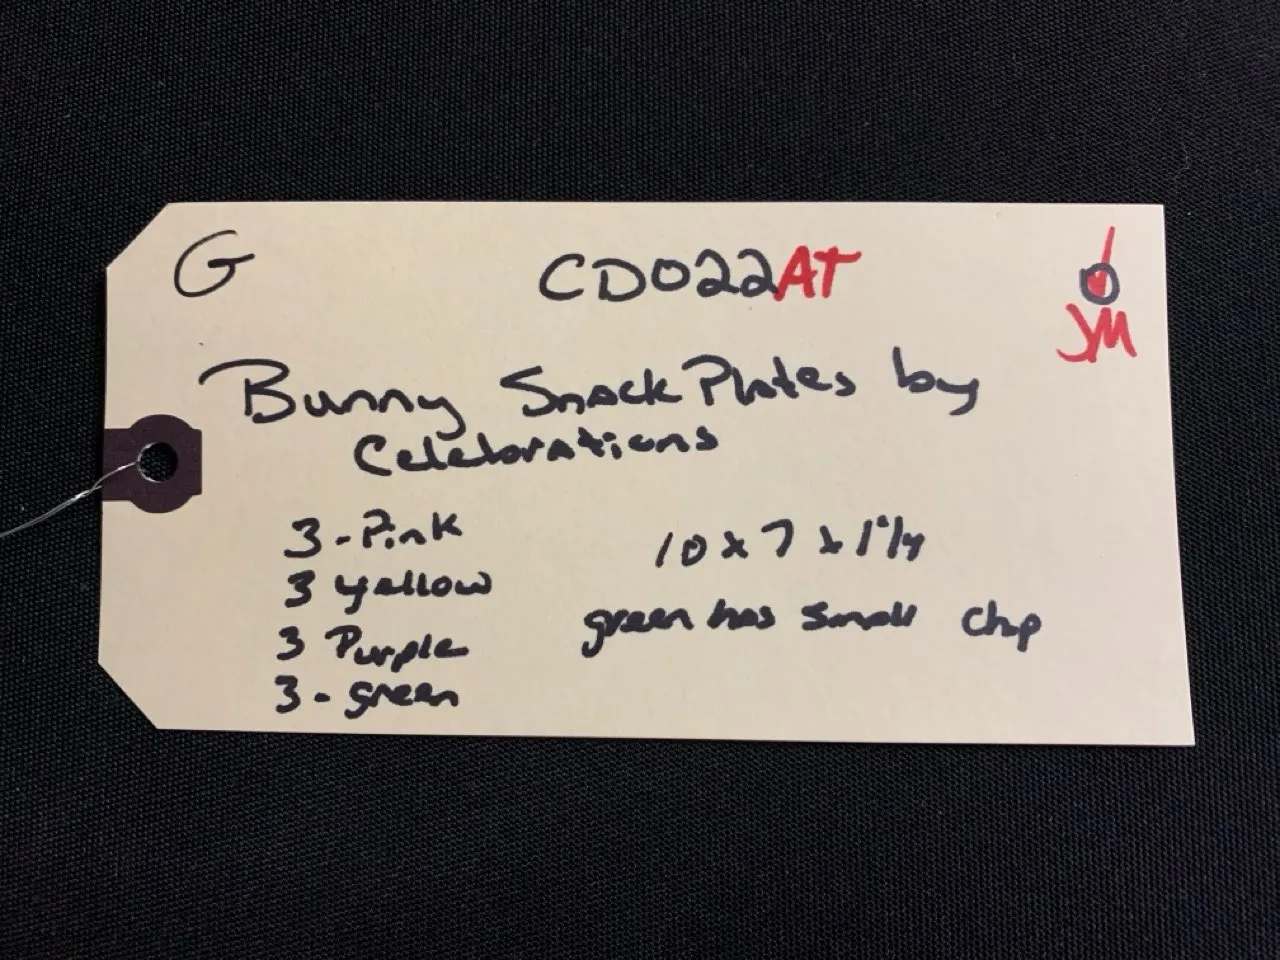 G CD022AT
JM
Bunny Snack Plates by
Celebrations
3-Pink
3 yellow
3 Purple
3-green
10 x 7 x 1 1/4
green has small chip